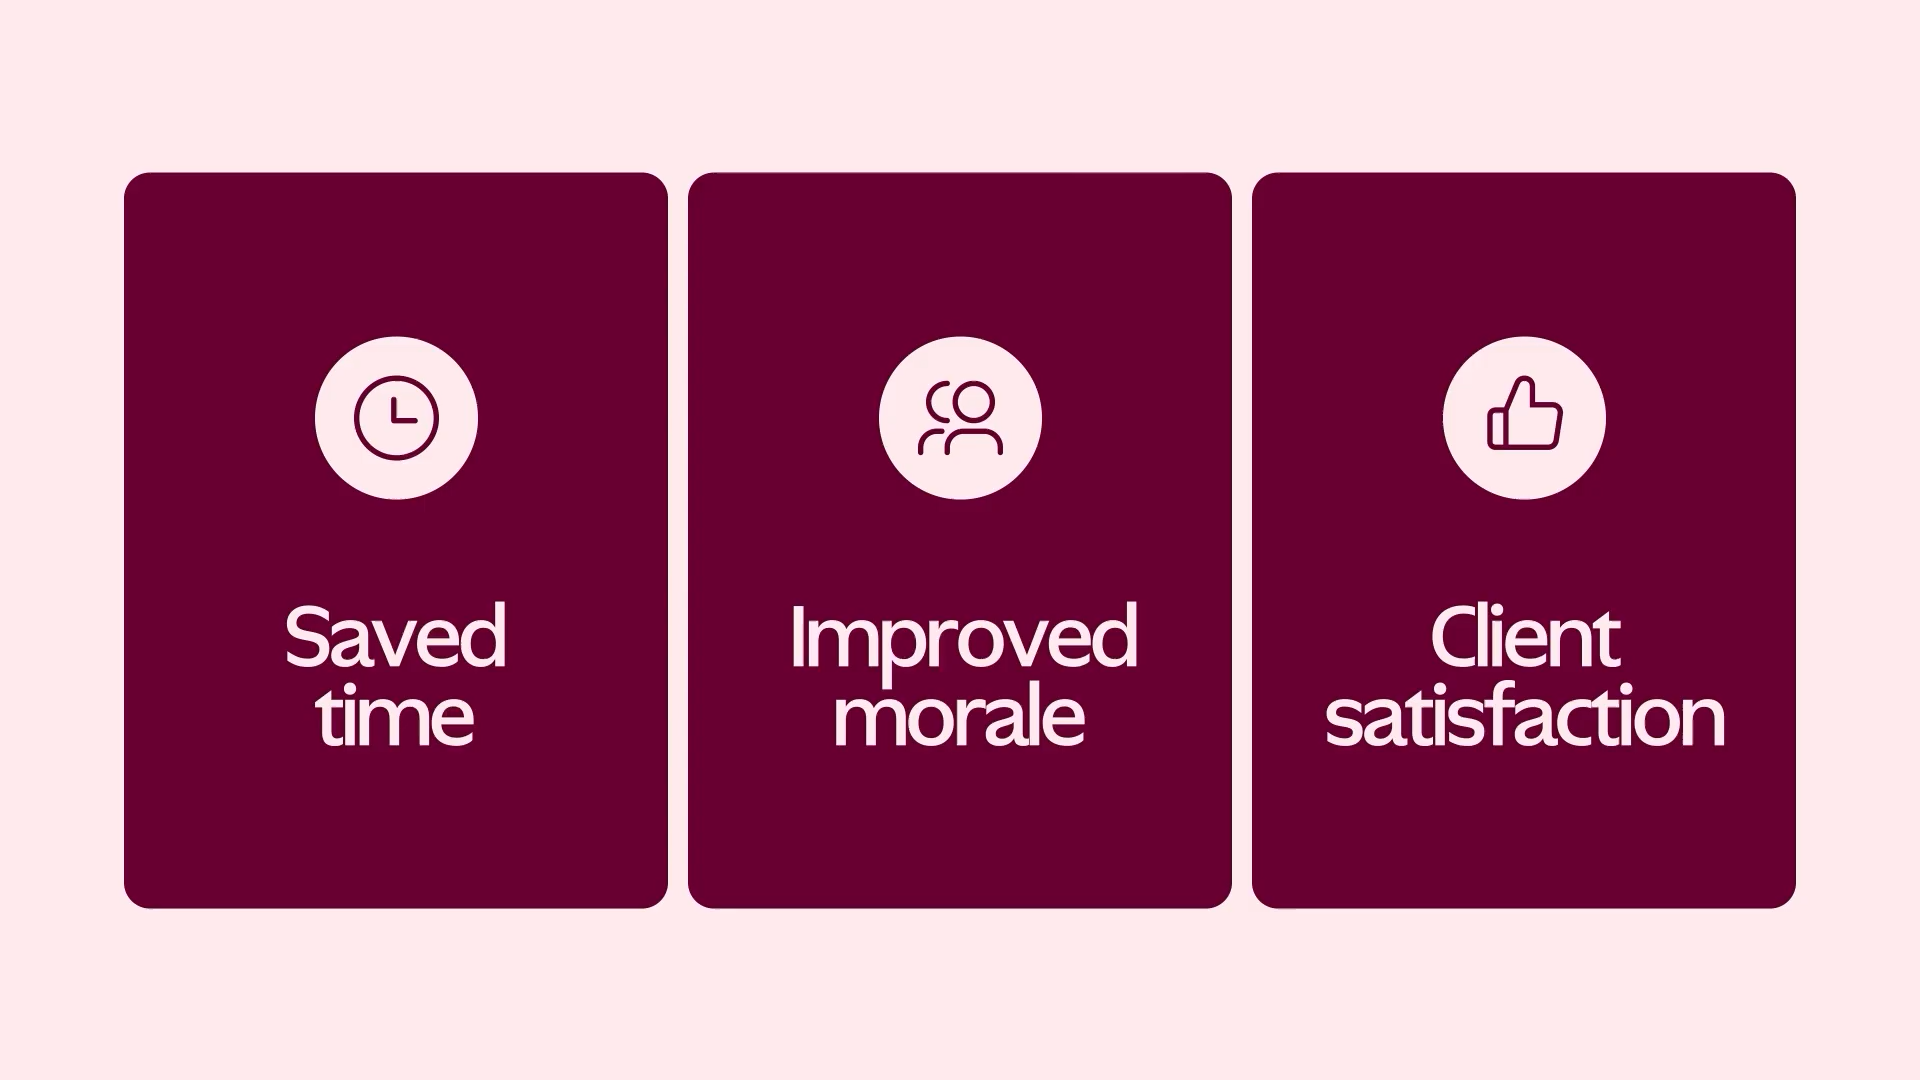 Saved
time
Improved
morale
Client
satisfaction